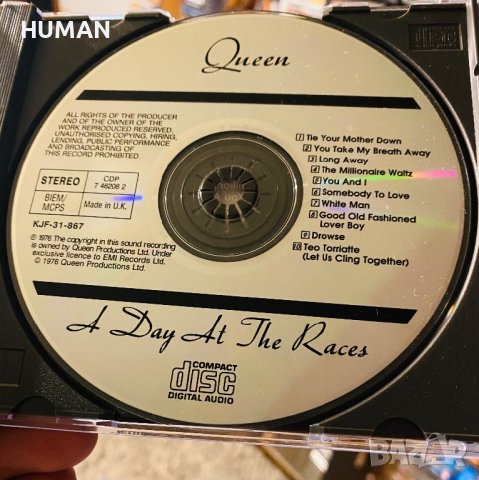 HUMAN
Queen
ALL RIGHTS OF THE PRODUCER
AND OF THE OWNER OF THE
WORK REPRODUCED RESERVED.
UNAUTHORISED COPYING, HIRING,
LENDING, PUBLIC PERFORMANCE
AND BROADCASTING OF
THIS RECORD PROHIBITED.
STEREO
CDP
7 46208 2
BIEM/
MCPS
Made in U.K.
KJF-31-867
℗ 1976 The copyright in this sound recording
is owned by Queen Productions Ltd. Under
exclusive licence to EMI Records Ltd.
© 1976 Queen Productions Ltd.
1 Tie Your Mother Down
2 You Take My Breath Away
3 Long Away
4 The Millionaire Waltz
5 You And I
6 Somebody To Love
7 White Man
8 Good Old Fashioned
Lover Boy
9 Drowse
10 Teo Torriatte
(Let Us Cling Together)
A Day At The Races
COMPACT
disc
DIGITAL AUDIO
BAZAR